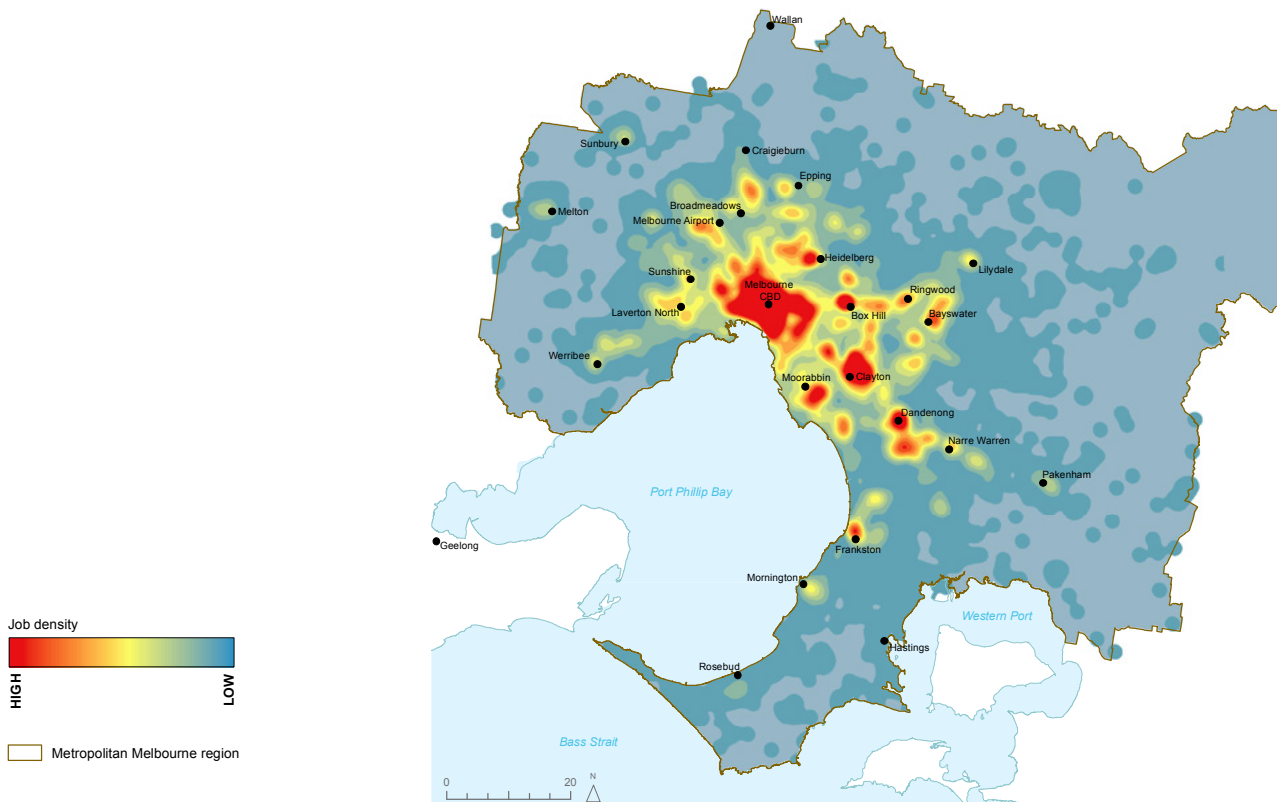 Wallan
Sunbury
Craigieburn
Epping
Melton
Broadmeadows
Melbourne Airport
Heidelberg
Lilydale
Sunshine
Melbourne
CBD
Ringwood
Laverton North
Box Hill
Bayswater
Werribee
Moorabbin
Clayton
Dandenong
Narre Warren
Pakenham
Port Phillip Bay
Geelong
Frankston
Mornington
Western Port
Hastings
Rosebud
Bass Strait
Job density
HIGH
LOW
Metropolitan Melbourne region
0
20
N